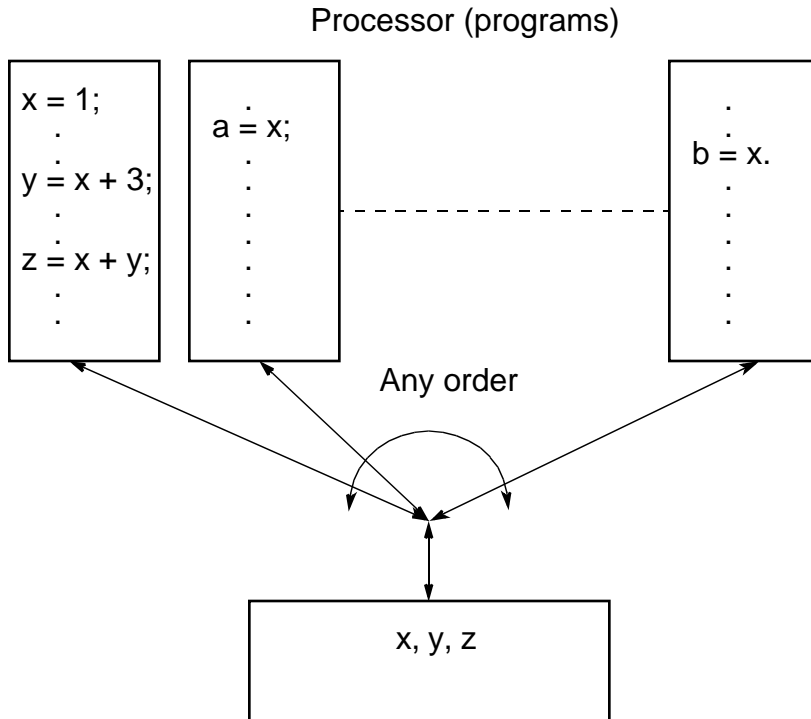 Processor (programs)
x = 1;
.
.
y = x + 3;
.
.
z = x + y;
.
.
.
a = x;
.
.
.
.
.
.
.
.
.
b = x.
.
.
.
.
.
.
Any order
x, y, z